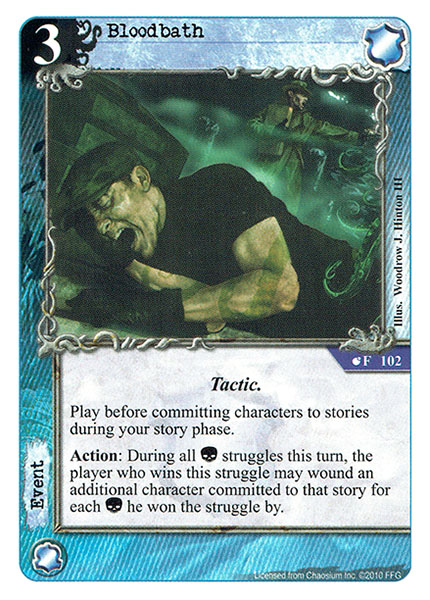 3
Bloodbath
Illus. Woodrow J. Hinton III
F 102
Tactic.
Play before committing characters to stories
during your story phase.
Action: During all struggles this turn, the
player who wins this struggle may wound an
additional character committed to that story for
each he won the struggle by.
Event
Licensed from Chaosium Inc. ©2010 FFG